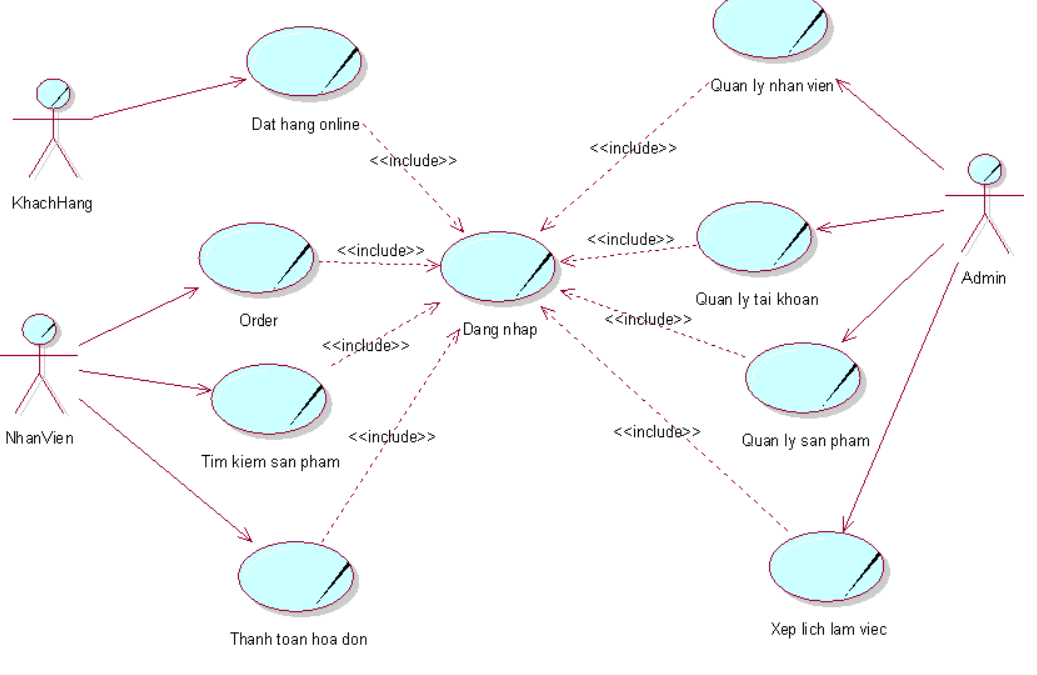 Quan ly nhan vien
Dat hang online
<<include>>
<<include>>
KhachHang
<<include>>
<<include>>
Admin
Quan ly tai khoan
Order
<<include>>
Dang nhap
<<include>>
NhanVien
<<include>>
<<include>>
Quan ly san pham
Tim kiem san pham
Xep lich lam viec
Thanh toan hoa don